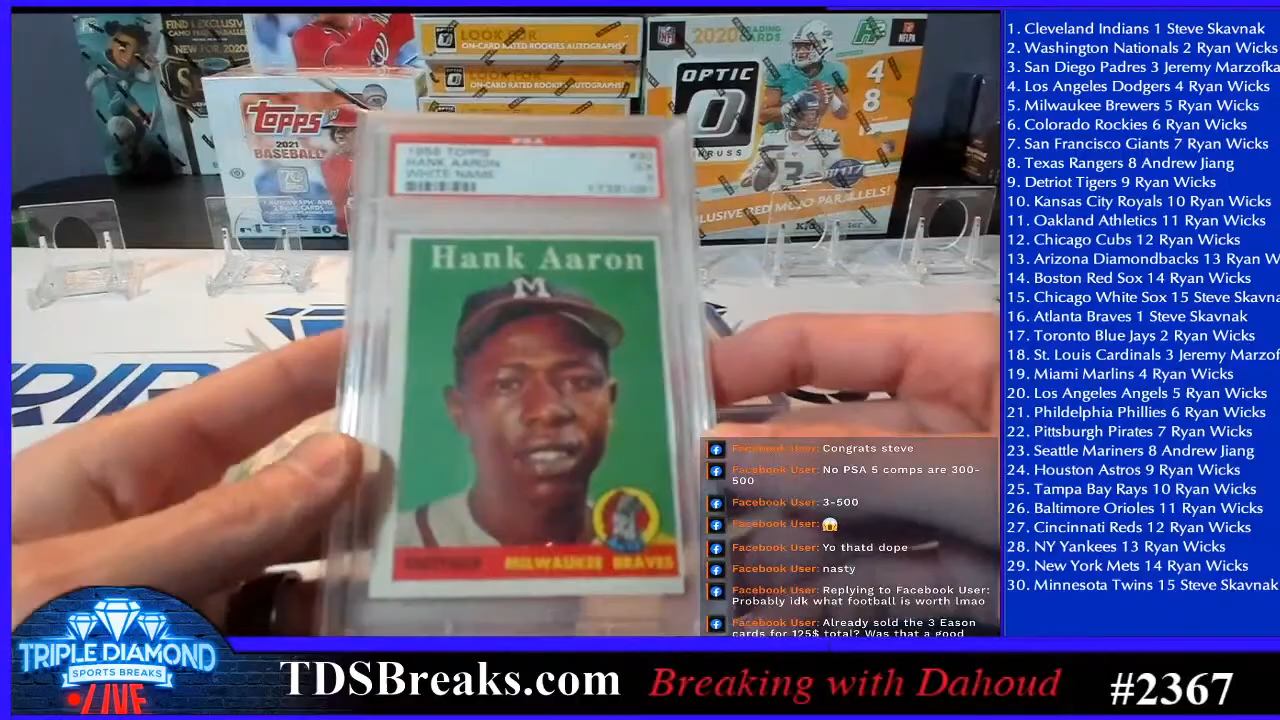 FIND EXCLUSIV
NEW FOR 2020
LOOK FOR
ON-CARD RATED ROOKIES AUTOGRAPHS!
LOOK FOR
ON-CARD RATED ROOKIES AUTOGRAPHS!
2020
CARDS
NFL
NFLPA
OPTIC
4
8
Topps
2021
BASEBALL
70
PSA
1958 TOPPS
HANK AARON
WHITE NAME
#30
Hank Aaron
M
MILWAUKEE BRAVES
1. Cleveland Indians 1 Steve Skavnak
2. Washington Nationals 2 Ryan Wicks
3. San Diego Padres 3 Jeremy Marzofka
4. Los Angeles Dodgers 4 Ryan Wicks
5. Milwaukee Brewers 5 Ryan Wicks
6. Colorado Rockies 6 Ryan Wicks
7. San Francisco Giants 7 Ryan Wicks
8. Texas Rangers 8 Andrew Jiang
9. Detriot Tigers 9 Ryan Wicks
10. Kansas City Royals 10 Ryan Wicks
11. Oakland Athletics 11 Ryan Wicks
12. Chicago Cubs 12 Ryan Wicks
13. Arizona Diamondbacks 13 Ryan W
14. Boston Red Sox 14 Ryan Wicks
15. Chicago White Sox 15 Steve Skavna
16. Atlanta Braves 1 Steve Skavnak
17. Toronto Blue Jays 2 Ryan Wicks
18. St. Louis Cardinals 3 Jeremy Marzof
19. Miami Marlins 4 Ryan Wicks
20. Los Angeles Angels 5 Ryan Wicks
21. Phildelphia Phillies 6 Ryan Wicks
22. Pittsburgh Pirates 7 Ryan Wicks
23. Seattle Mariners 8 Andrew Jiang
24. Houston Astros 9 Ryan Wicks
25. Tampa Bay Rays 10 Ryan Wicks
26. Baltimore Orioles 11 Ryan Wicks
27. Cincinnati Reds 12 Ryan Wicks
28. NY Yankees 13 Ryan Wicks
29. New York Mets 14 Ryan Wicks
30. Minnesota Twins 15 Steve Skavnak
Facebook User: Congrats steve
Facebook User: No PSA 5 comps are 300-
500
Facebook User: 3-500
Facebook User: 😱
Facebook User: Yo thatd dope
Facebook User: nasty
Facebook User: Replying to Facebook User:
Probably idk what football is worth lmao
Facebook User: Already sold the 3 Eason
cards for 125$ total? Was that a good
TRIPLE DIAMOND
SPORTS BREAKS
LIVE
TDSBreaks.com
Breaking with Dahoud
#2367